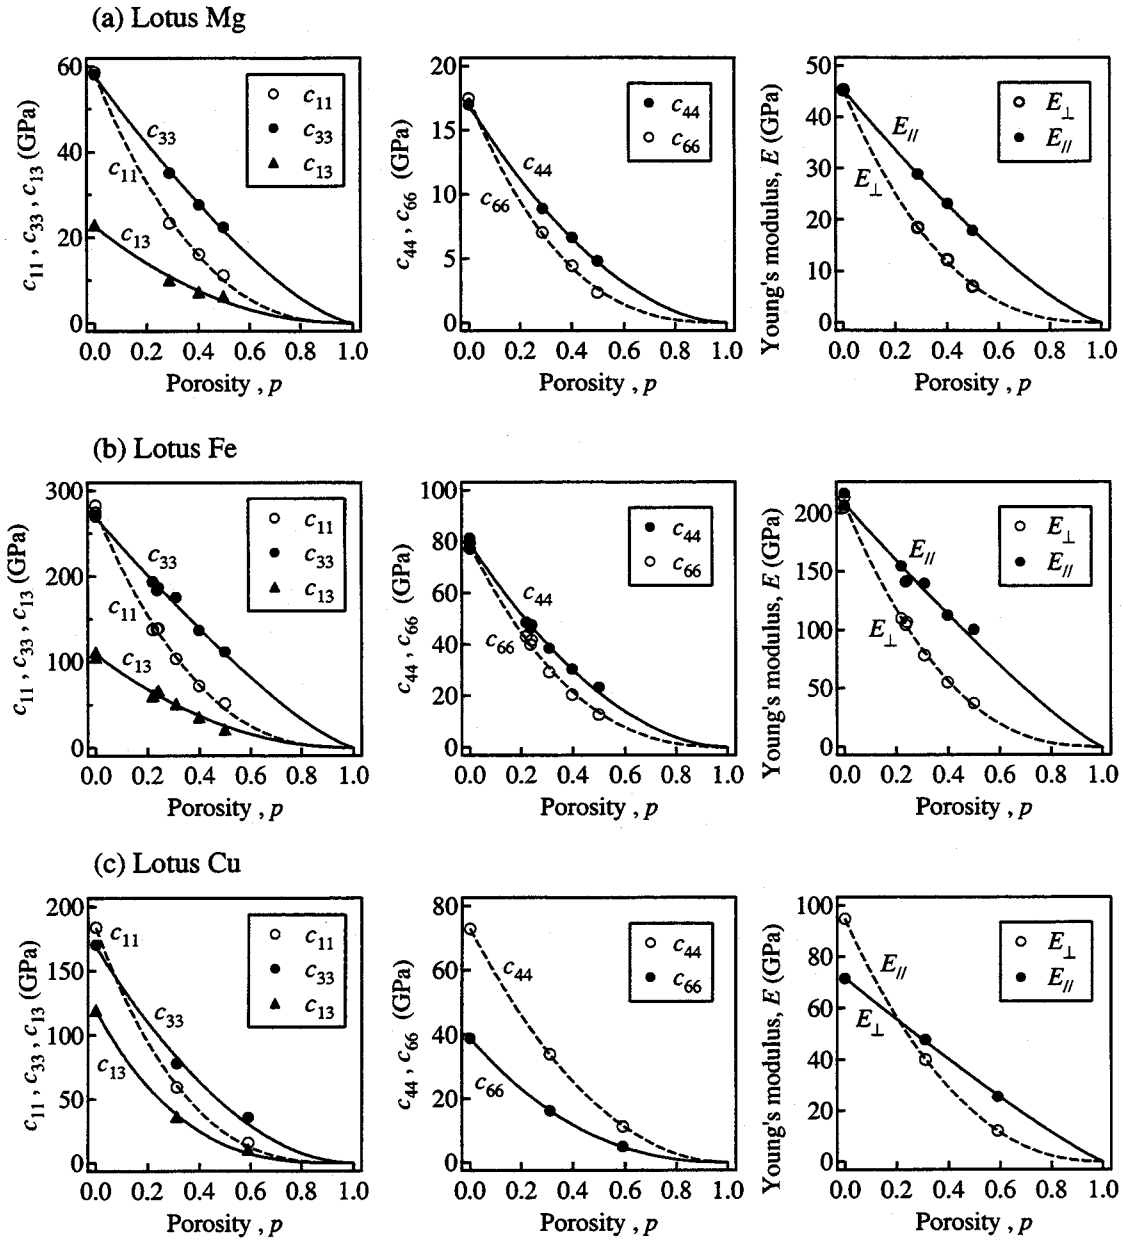 (a) Lotus Mg
c11 , c33 , c13 (GPa)
60
40
20
0
c33
c11
c13
c11
c33
c13
0.0 0.2 0.4 0.6 0.8 1.0
Porosity , p
c44 , c66 (GPa)
20
15
10
5
0
c44
c66
c44
c66
0.0 0.2 0.4 0.6 0.8 1.0
Porosity , p
Young's modulus, E (GPa)
50
40
30
20
10
0
E//
E⊥
E⊥
E//
0.0 0.2 0.4 0.6 0.8 1.0
Porosity , p
(b) Lotus Fe
c11 , c33 , c13 (GPa)
300
200
100
0
c33
c11
c13
c11
c33
c13
0.0 0.2 0.4 0.6 0.8 1.0
Porosity , p
c44 , c66 (GPa)
100
80
60
40
20
0
c44
c66
c44
c66
0.0 0.2 0.4 0.6 0.8 1.0
Porosity , p
Young's modulus, E (GPa)
200
150
100
50
0
E//
E⊥
E⊥
E//
0.0 0.2 0.4 0.6 0.8 1.0
Porosity , p
(c) Lotus Cu
c11 , c33 , c13 (GPa)
200
150
100
50
0
c11
c33
c13
c11
c33
c13
0.0 0.2 0.4 0.6 0.8 1.0
Porosity , p
c44 , c66 (GPa)
80
60
40
20
0
c44
c66
c44
c66
0.0 0.2 0.4 0.6 0.8 1.0
Porosity , p
Young's modulus, E (GPa)
100
80
60
40
20
0
E//
E⊥
E⊥
E//
0.0 0.2 0.4 0.6 0.8 1.0
Porosity , p